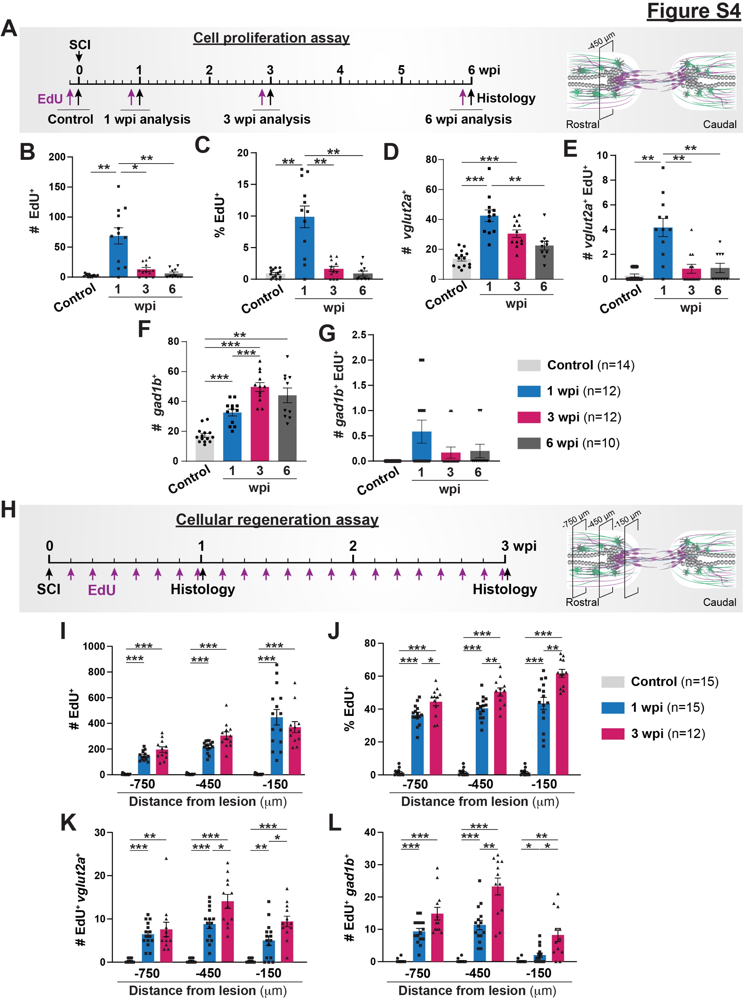 Figure S4
A
Cell proliferation assay
SCI
0 1 2 3 4 5 6 wpi
EdU
Histology
Control 1 wpi analysis 3 wpi analysis 6 wpi analysis
-450 µm
Rostral Caudal
B
# EdU+
200
150
100
50
0
** * **
Control 1 3 6
wpi
C
% EdU+
20
15
10
5
0
** ** **
Control 1 3 6
wpi
D
# vglut2a+
80
60
40
20
0
***
*** **
Control 1 3 6
wpi
E
# vglut2a+ EdU+
10
8
6
4
2
0
**
** **
Control 1 3 6
wpi
F
# gad1b+
80
60
40
20
0
**
***
***
***
Control 1 3 6
wpi
G
# gad1b+ EdU+
2.5
2.0
1.5
1.0
0.5
0.0
Control 1 3 6
wpi
Control (n=14)
1 wpi (n=12)
3 wpi (n=12)
6 wpi (n=10)
H
Cellular regeneration assay
0 1 2 3 wpi
SCI EdU Histology Histology
-750 µm -450 µm -150 µm
Rostral Caudal
I
# EdU+
1000
800
600
400
200
0
*** *** ***
*** *** ***
-750 -450 -150
Distance from lesion (µm)
J
% EdU+
80
60
40
20
0
*** *** ***
*** * *** ** *** **
-750 -450 -150
Distance from lesion (µm)
Control (n=15)
1 wpi (n=15)
3 wpi (n=12)
K
# EdU+ vglut2a+
30
20
10
0
** *** ***
*** *** * ** *
-750 -450 -150
Distance from lesion (µm)
L
# EdU+ gad1b+
40
30
20
10
0
*** *** **
*** *** ** * *
-750 -450 -150
Distance from lesion (µm)